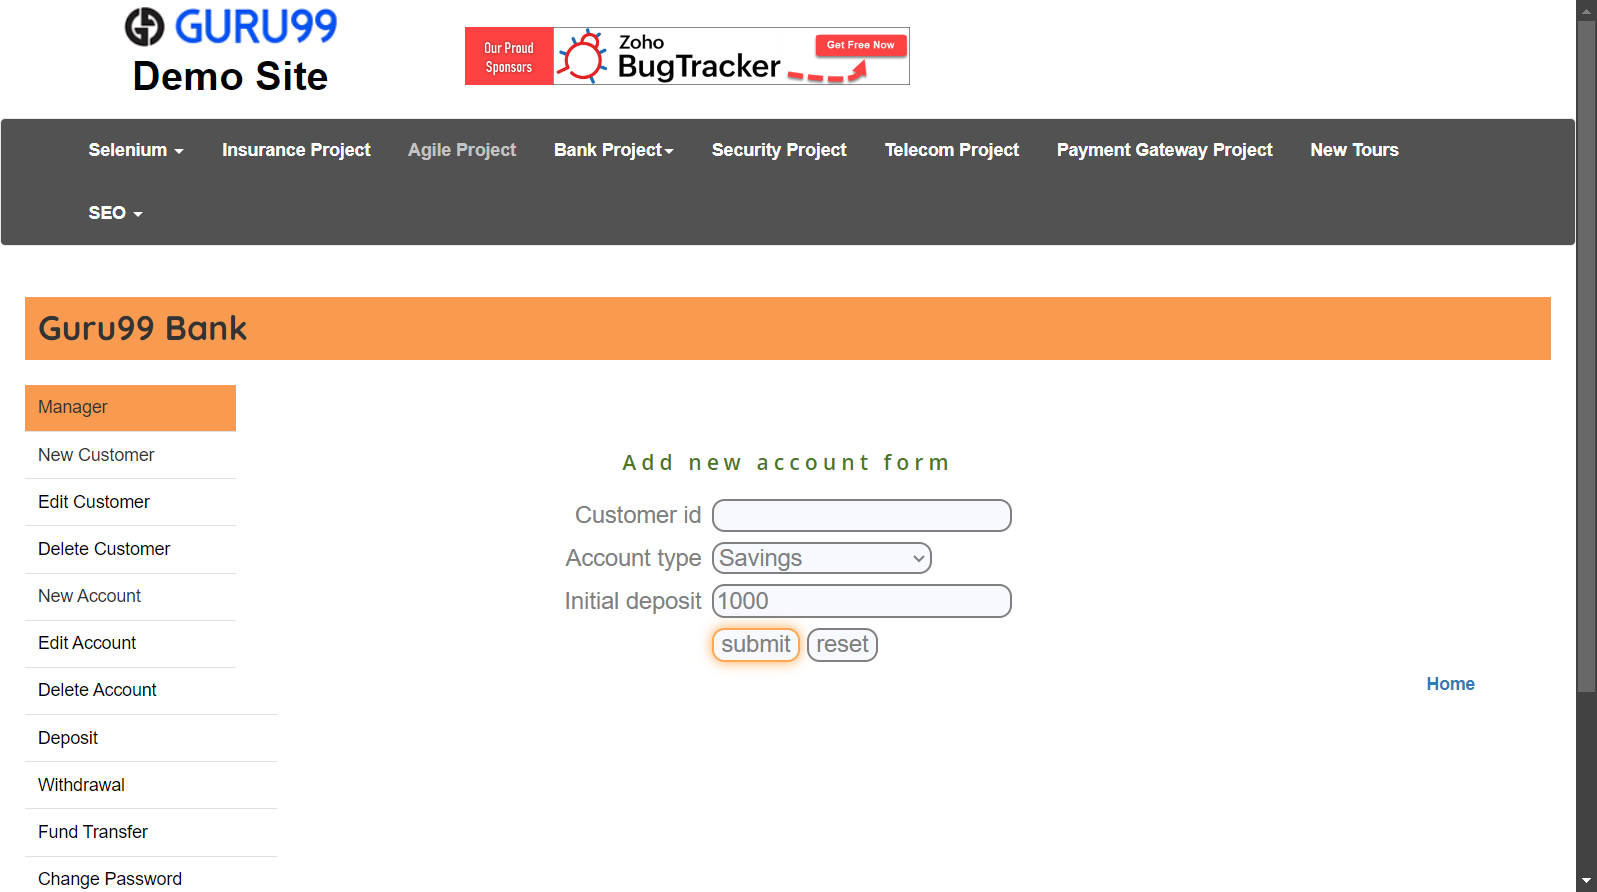 GURU99
Demo Site
Our Proud
Sponsors
Zoho
BugTracker
Get Free Now
Selenium
Insurance Project
Agile Project
Bank Project
Security Project
Telecom Project
Payment Gateway Project
New Tours
SEO
Guru99 Bank
Manager
New Customer
Edit Customer
Delete Customer
New Account
Edit Account
Delete Account
Deposit
Withdrawal
Fund Transfer
Change Password
Add new account form
Customer id
Account type Savings
Initial deposit 1000
submit reset
Home